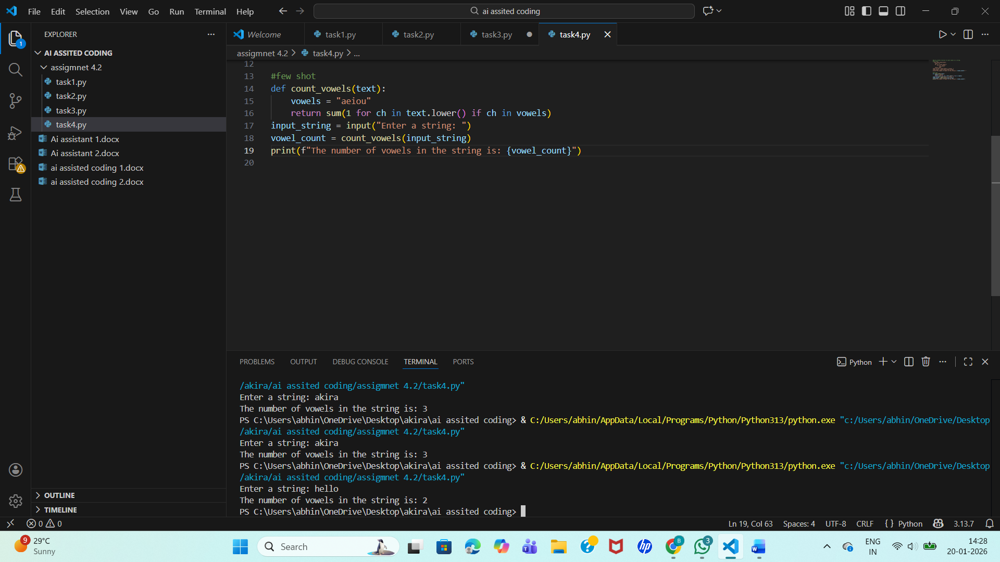 File Edit Selection View Go Run Terminal Help
ai assited coding
EXPLORER
1
AI ASSITED CODING
assigmnet 4.2
task1.py
task2.py
task3.py
task4.py
Ai assistant 1.docx
Ai assistant 2.docx
ai assisted coding 1.docx
ai assisted coding 2.docx
OUTLINE
TIMELINE
Welcome task1.py task2.py task3.py task4.py
assigmnet 4.2 > task4.py > ...
12
13 #few shot
14 def count_vowels(text):
15 vowels = "aeiou"
16 return sum(1 for ch in text.lower() if ch in vowels)
17 input_string = input("Enter a string: ")
18 vowel_count = count_vowels(input_string)
19 print(f"The number of vowels in the string is: {vowel_count}")
20
PROBLEMS OUTPUT DEBUG CONSOLE TERMINAL PORTS
Python
/akira/ai assited coding/assigmnet 4.2/task4.py"
Enter a string: akira
The number of vowels in the string is: 3
PS C:\Users\abhin\OneDrive\Desktop\akira\ai assited coding> & C:/Users/abhin/AppData/Local/Programs/Python/Python313/python.exe "c:/Users/abhin/OneDrive/Desktop
/akira/ai assited coding/assigmnet 4.2/task4.py"
Enter a string: akira
The number of vowels in the string is: 3
PS C:\Users\abhin\OneDrive\Desktop\akira\ai assited coding> & C:/Users/abhin/AppData/Local/Programs/Python/Python313/python.exe "c:/Users/abhin/OneDrive/Desktop
/akira/ai assited coding/assigmnet 4.2/task4.py"
Enter a string: hello
The number of vowels in the string is: 2
PS C:\Users\abhin\OneDrive\Desktop\akira\ai assited coding>
0 0
Ln 19, Col 63 Spaces: 4 UTF-8 CRLF { } Python 3.13.7
9
29°C
Sunny
Search
hp
B
3
ENG
IN
14:28
20-01-2026